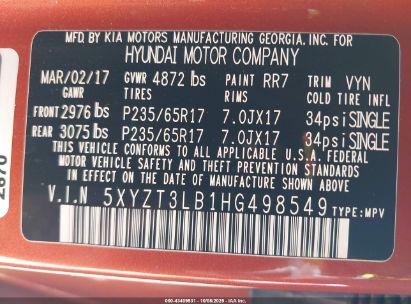 MFD. BY KIA MOTORS MANUFACTURING GEORGIA. INC. FOR
HYUNDAI MOTOR COMPANY
MAR/02/17 GVWR 4872 lbs PAINT RR7 TRIM VYN
GAWR TIRES RIMS COLD TIRE INFL
FRONT 2976 lbs P235/65R17 7.0JX17 34psi SINGLE
REAR 3075 lbs P235/65R17 7.0JX17 34psi SINGLE
THIS VEHICLE CONFORMS TO ALL APPLICABLE U.S. FEDERAL
MOTOR VEHICLE SAFETY, BUMPER, AND THEFT PREVENTION STANDARDS
IN EFFECT ON THE DATE OF MANUFACTURE SHOWN ABOVE.
V.I.N 5XYZT3LB1HG498549 TYPE:MPV